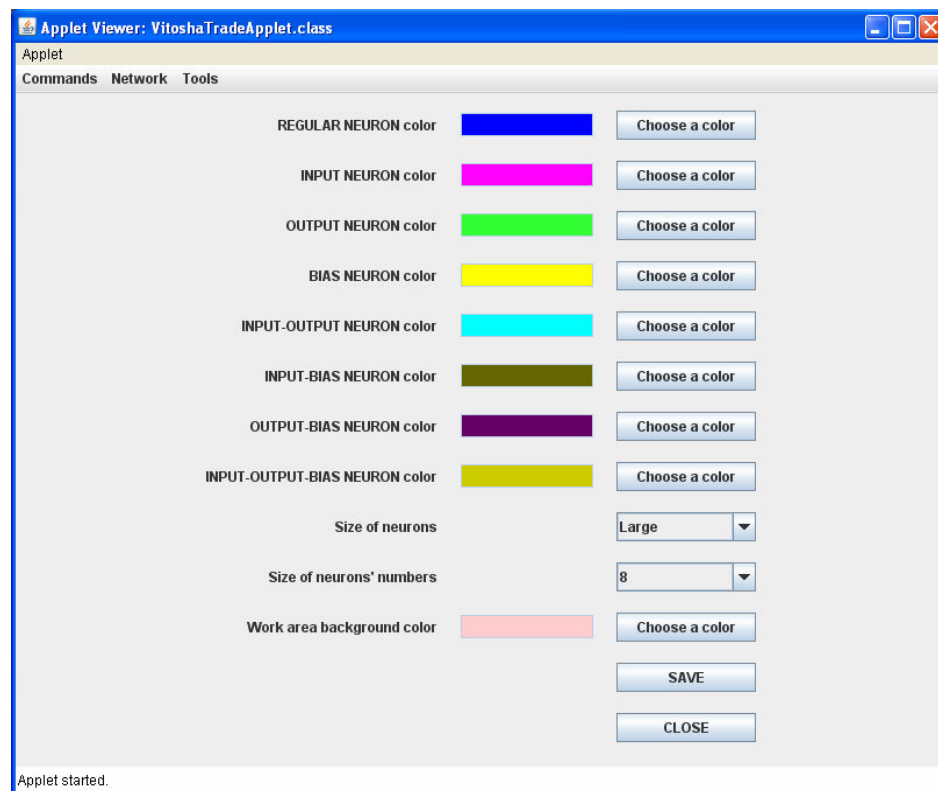 Applet Viewer: VitoshaTradeApplet.class
Applet
Commands Network Tools
REGULAR NEURON color Choose a color
INPUT NEURON color Choose a color
OUTPUT NEURON color Choose a color
BIAS NEURON color Choose a color
INPUT-OUTPUT NEURON color Choose a color
INPUT-BIAS NEURON color Choose a color
OUTPUT-BIAS NEURON color Choose a color
INPUT-OUTPUT-BIAS NEURON color Choose a color
Size of neurons Large
Size of neurons' numbers 8
Work area background color Choose a color
SAVE
CLOSE
Applet started.